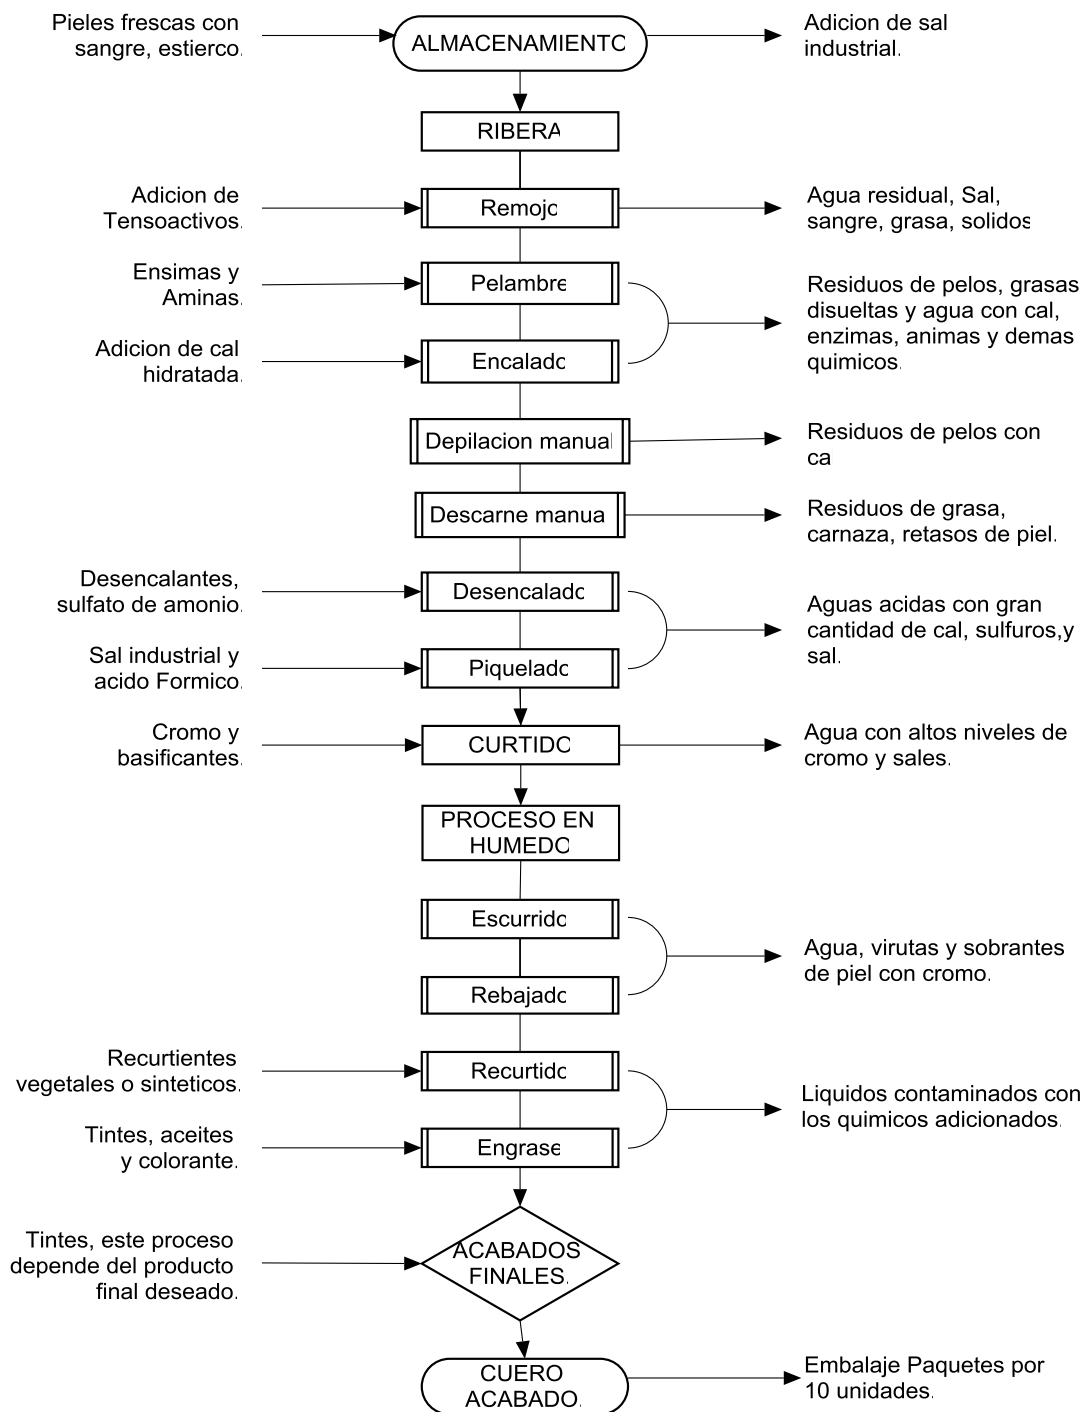 Pieles frescas con
sangre, estierco.
ALMACENAMIENTO
Adicion de sal
industrial.
RIBERA
Adicion de
Tensoactivos.
Remojo
Agua residual, Sal,
sangre, grasa, solidos
Ensimas y
Aminas.
Pelambre
Residuos de pelos, grasas
disueltas y agua con cal,
enzimas, animas y demas
quimicos.
Adicion de cal
hidratada.
Encalado
Depilacion manual
Residuos de pelos con
ca
Descarne manua
Residuos de grasa,
carnaza, retasos de piel.
Desencalantes,
sulfato de amonio.
Desencalado
Aguas acidas con gran
cantidad de cal, sulfuros,y
sal.
Sal industrial y
acido Formico.
Piquelado
Cromo y
basificantes.
CURTIDO
Agua con altos niveles de
cromo y sales.
PROCESO EN
HUMEDO
Escurrido
Agua, virutas y sobrantes
de piel con cromo.
Rebajado
Recurtientes
vegetales o sinteticos.
Recurtido
Liquidos contaminados con
los quimicos adicionados.
Tintes, aceites
y colorante.
Engrase
Tintes, este proceso
depende del producto
final deseado.
ACABADOS
FINALES.
CUERO
ACABADO.
Embalaje Paquetes por
10 unidades.